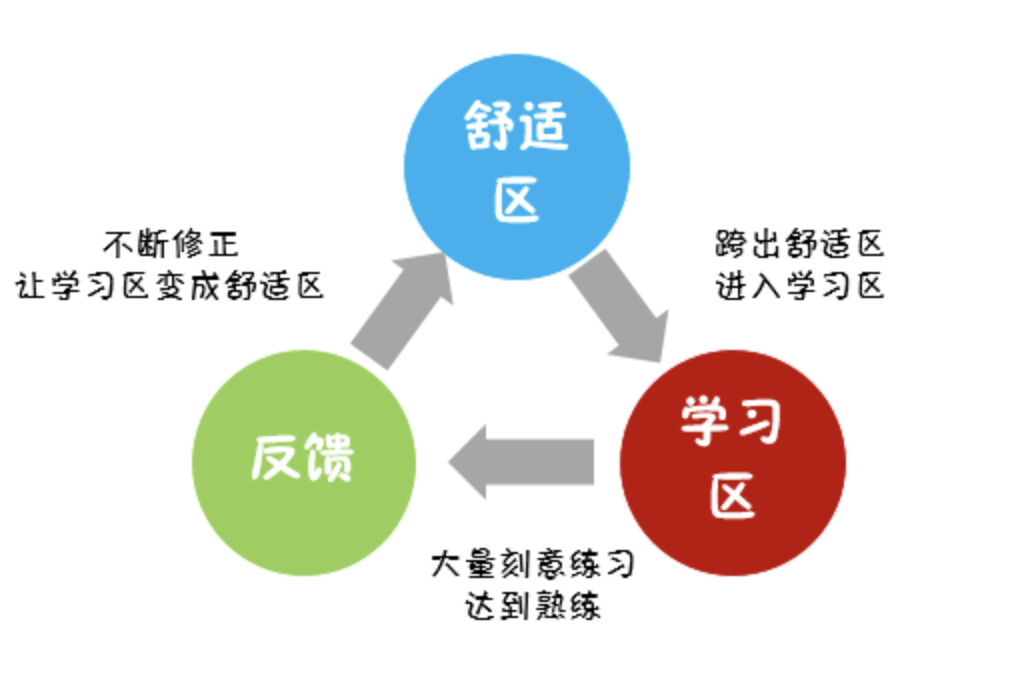 舒适
区
不断修正
让学习区变成舒适区
跨出舒适区
进入学习区
反馈
学习
区
大量刻意练习
达到熟练